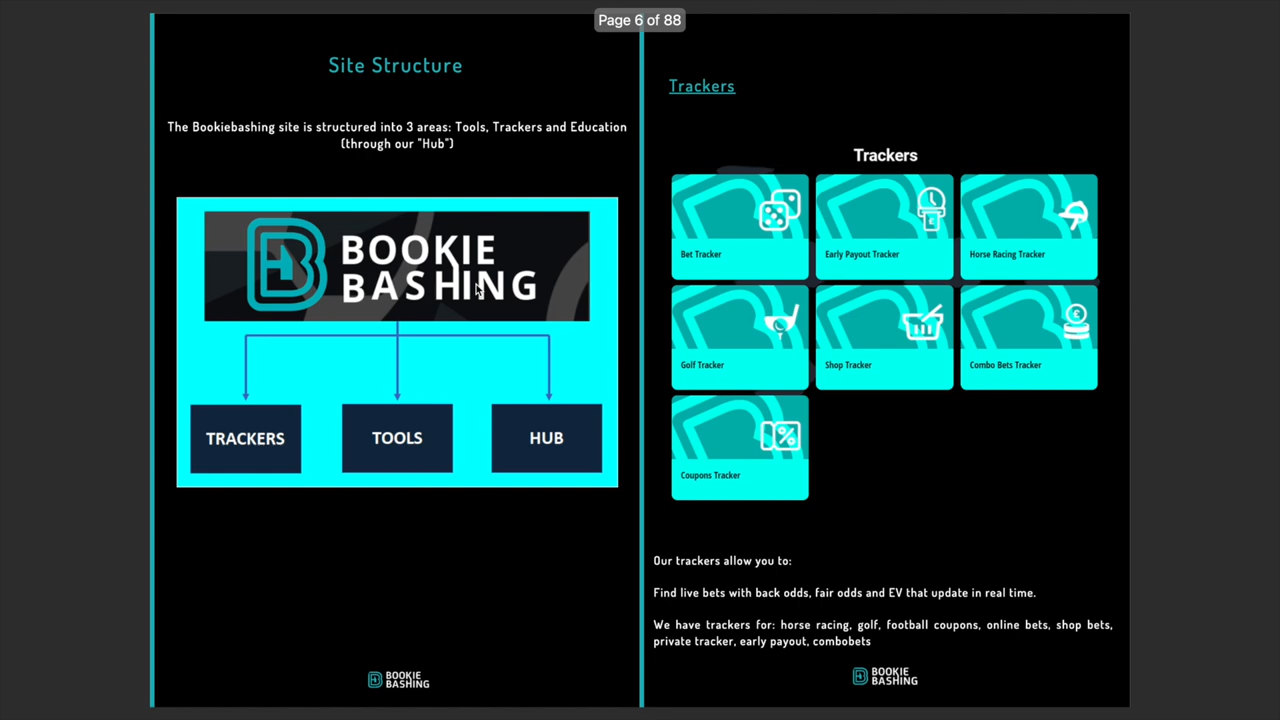 Page 6 of 88
Site Structure
The Bookiebashing site is structured into 3 areas: Tools, Trackers and Education
(through our "Hub")
BOOKIE
BASHING
TRACKERS
TOOLS
HUB
BOOKIE
BASHING
Trackers
Trackers
Bet Tracker
Early Payout Tracker
Horse Racing Tracker
Golf Tracker
Shop Tracker
Combo Bets Tracker
Coupons Tracker
Our trackers allow you to:
Find live bets with back odds, fair odds and EV that update in real time.
We have trackers for: horse racing, golf, football coupons, online bets, shop bets,
private tracker, early payout, combobets
BOOKIE
BASHING